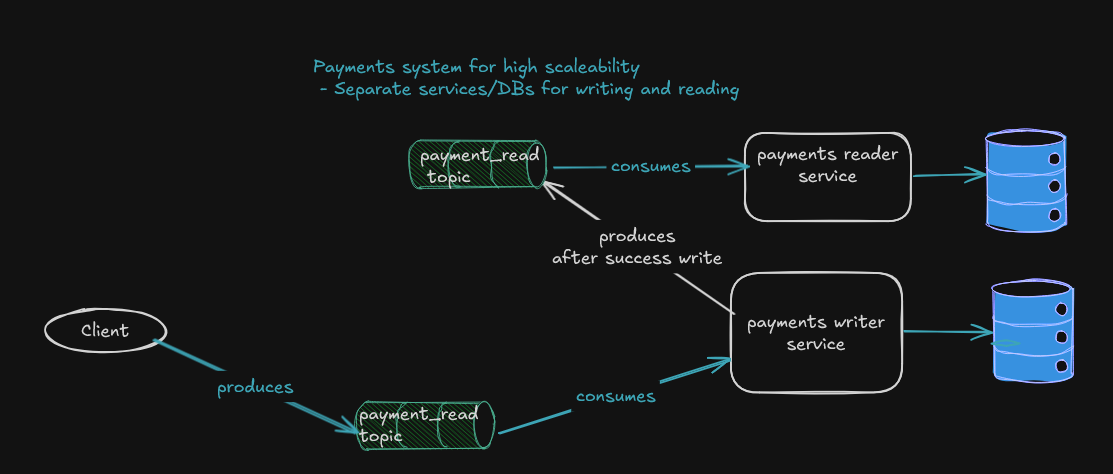 Payments system for high scaleability
- Separate services/DBs for writing and reading
payment_read
topic
consumes
payments reader
service
produces
after success write
Client
payments writer
service
produces
consumes
payment_read
topic